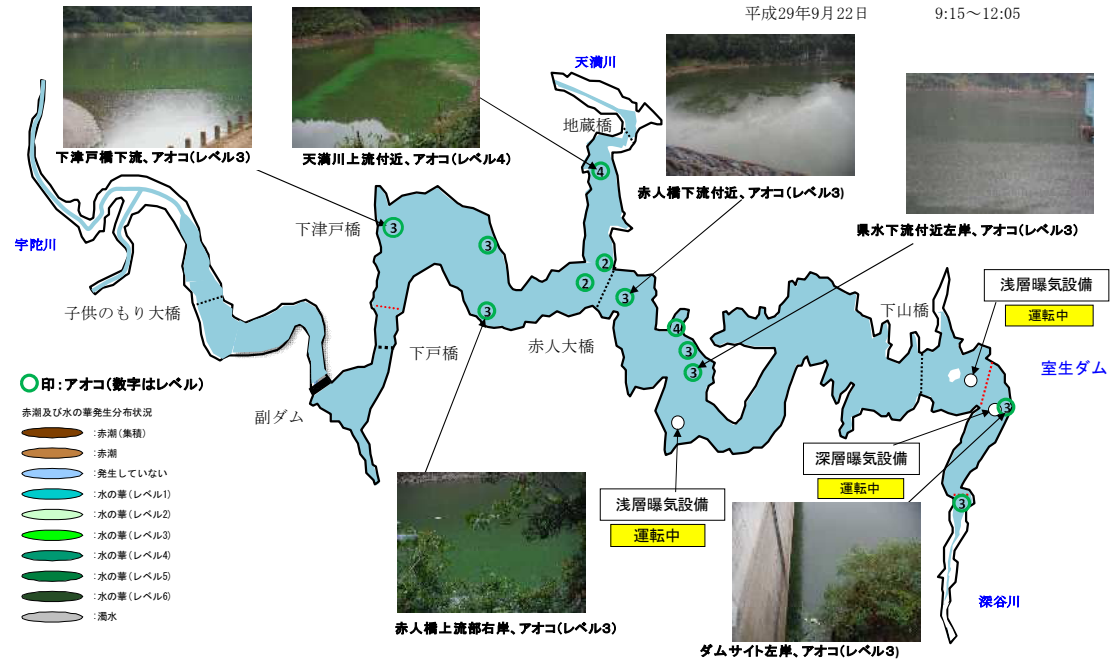 平成29年9月22日 9:15～12:05
天満川
地蔵橋
下津戸橋下流、アオコ(レベル3)
天満川上流付近、アオコ(レベル4)
赤人橋下流付近、アオコ(レベル3)
県水下流付近左岸、アオコ(レベル3)
4
下津戸橋
3
3
宇陀川
2
2
3
浅層曝気設備
運転中
子供のもり大橋
3
下戸橋
赤人大橋
4
3
3
下山橋
室生ダム
○印：アオコ(数字はレベル)
赤潮及び水の華発生分布状況
：赤潮(集積)
：赤潮
：発生していない
：水の華(レベル1)
：水の華(レベル2)
：水の華(レベル3)
：水の華(レベル4)
：水の華(レベル5)
：水の華(レベル6)
：濁水
副ダム
3
深層曝気設備
運転中
浅層曝気設備
運転中
3
深谷川
赤人橋上流部右岸、アオコ(レベル3)
ダムサイト左岸、アオコ(レベル3)